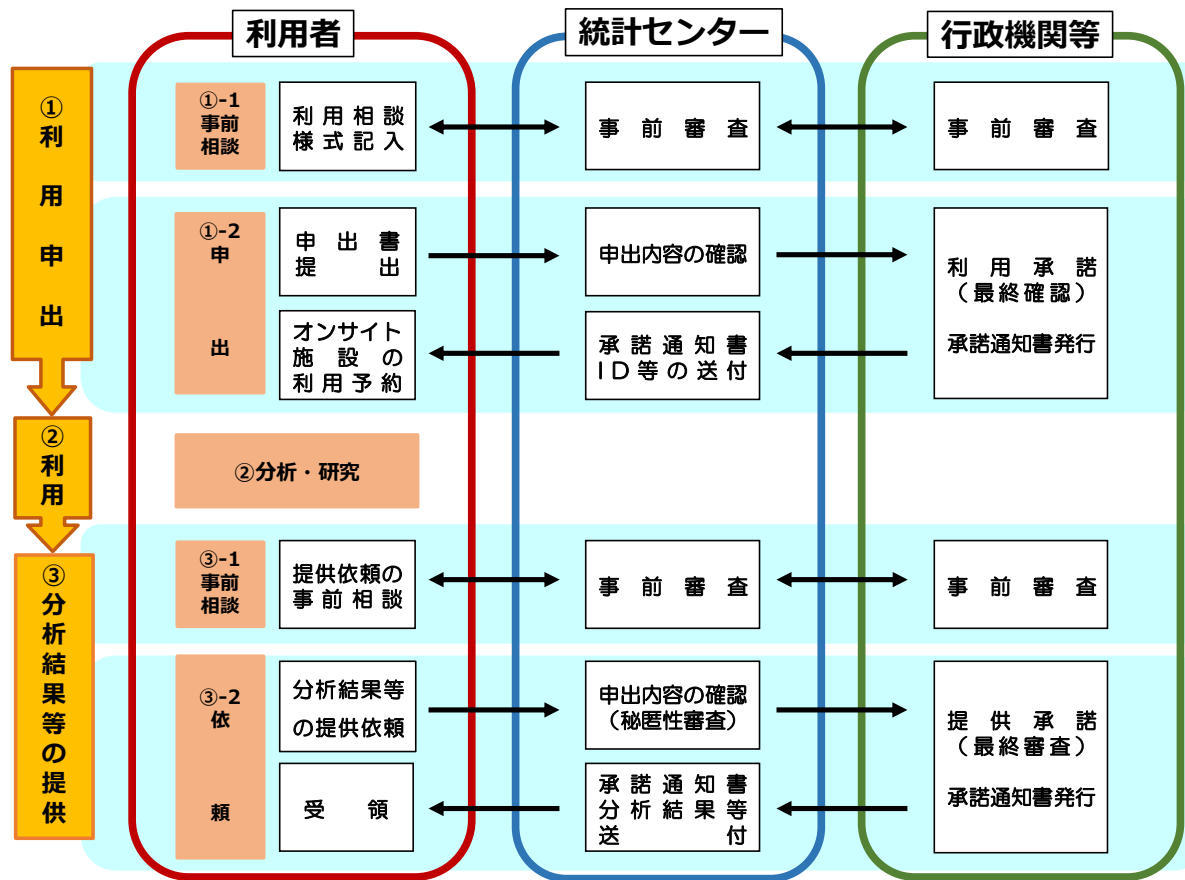 利用者
統計センター
行政機関等
①
利
用
申
出
①-1
事前
相談
利用相談
様式記入
事前審査
事前審査
①-2
申
出
申出書
提出
申出内容の確認
利用承諾
（最終確認）
承諾通知書発行
オンサイト
施設の
利用予約
承諾通知書
ID等の送付
②
利
用
②分析・研究
③
分
析
結
果
等
の
提
供
③-1
事前
相談
提供依頼の
事前相談
事前審査
事前審査
③-2
依
頼
分析結果等
の提供依頼
申出内容の確認
（秘匿性審査）
提供承諾
（最終審査）
承諾通知書発行
受領
承諾通知書
分析結果等
送付